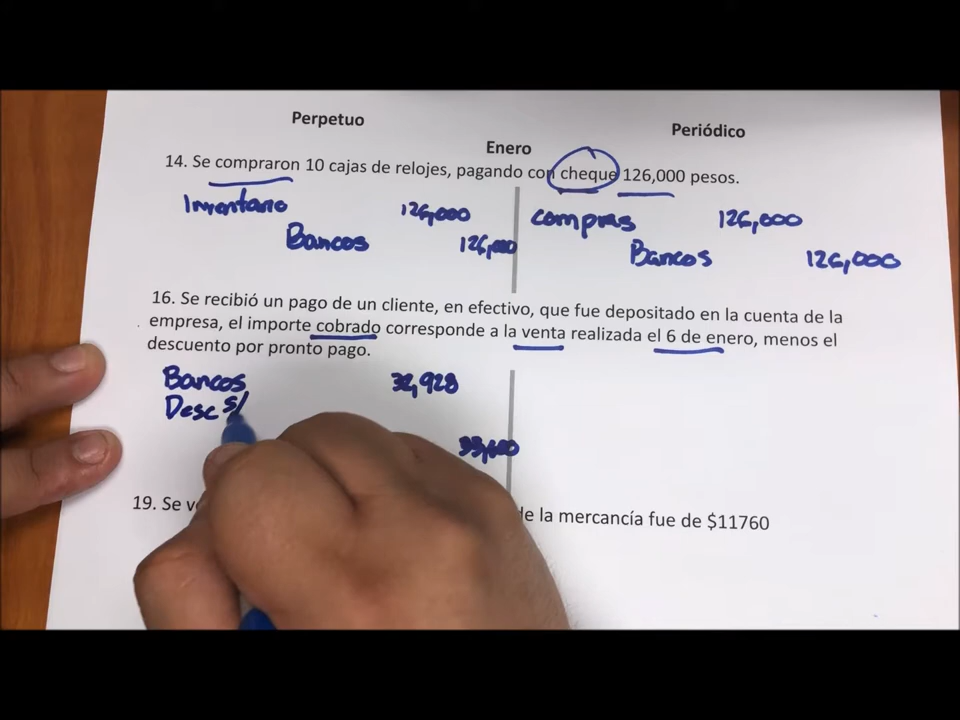 Perpetuo Periódico
Enero
14. Se compraron 10 cajas de relojes, pagando con cheque 126,000 pesos.
Inventario 126,000 compras 126,000
Bancos 126,000 Bancos 126,000
16. Se recibió un pago de un cliente, en efectivo, que fue depositado en la cuenta de la
empresa, el importe cobrado corresponde a la venta realizada el 6 de enero, menos el
descuento por pronto pago.
Bancos 32,928
Desc s/
33,600
19. Se de la mercancía fue de $11760